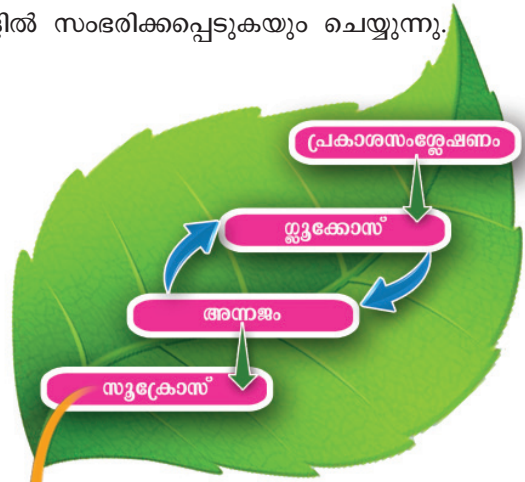 ളിൽ സംഭരിക്കപ്പെടുകയും ചെയ്യുന്നു.
പ്രകാശസംശ്ലേഷണം
ഗ്ലൂക്കോസ്
അന്നജം
സൂക്രോസ്